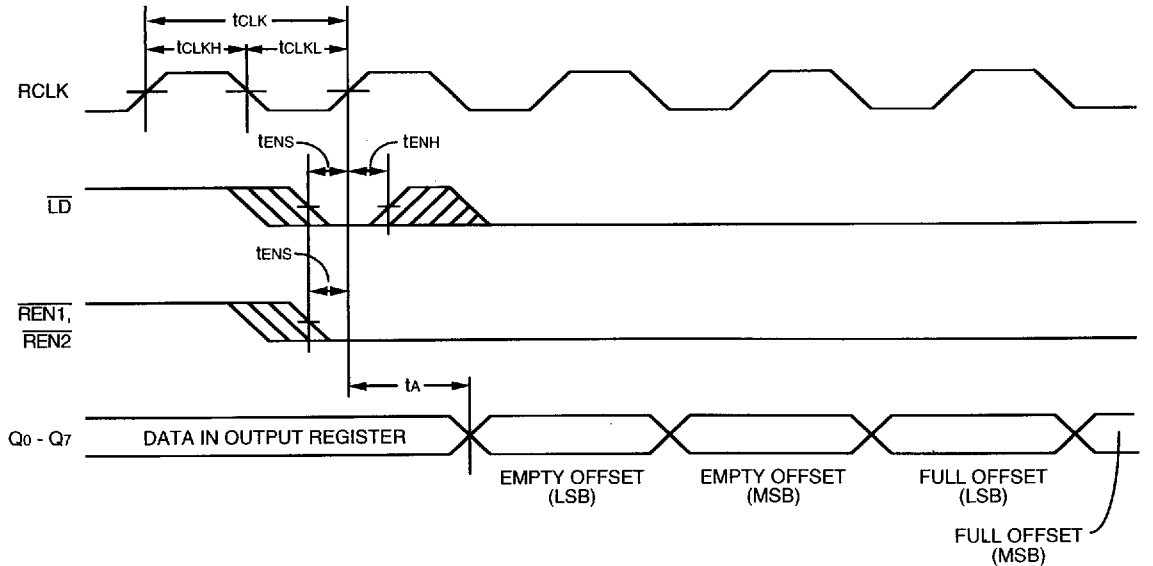 tCLK
tCLKH
tCLKL
RCLK
tENS
tENH
LD
tENS
REN1,
REN2
tA
Q0 - Q7
DATA IN OUTPUT REGISTER
EMPTY OFFSET
(LSB)
EMPTY OFFSET
(MSB)
FULL OFFSET
(LSB)
FULL OFFSET
(MSB)